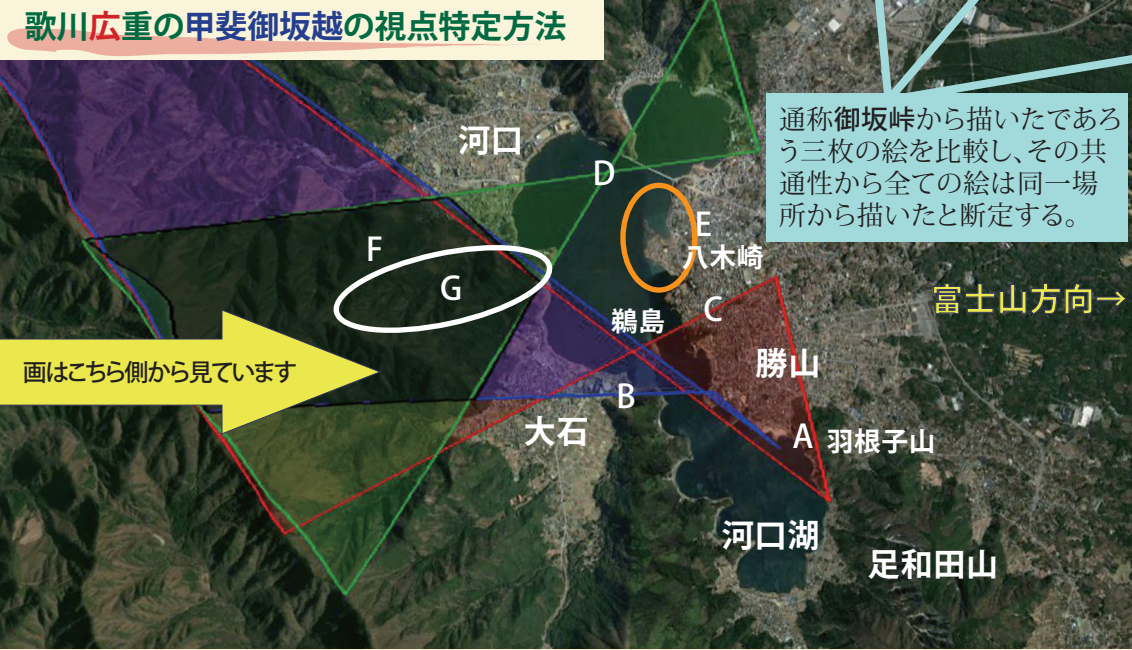 歌川広重の甲斐御坂越の視点特定方法
通称御坂峠から描いたであろ
う三枚の絵を比較し、その共
通性から全ての絵は同一場
所から描いたと断定する。
河口
D
E
八木崎
F
G
富士山方向→
C
鵜島
画はこちら側から見ています
勝山
B
大石
A
羽根子山
河口湖
足和田山